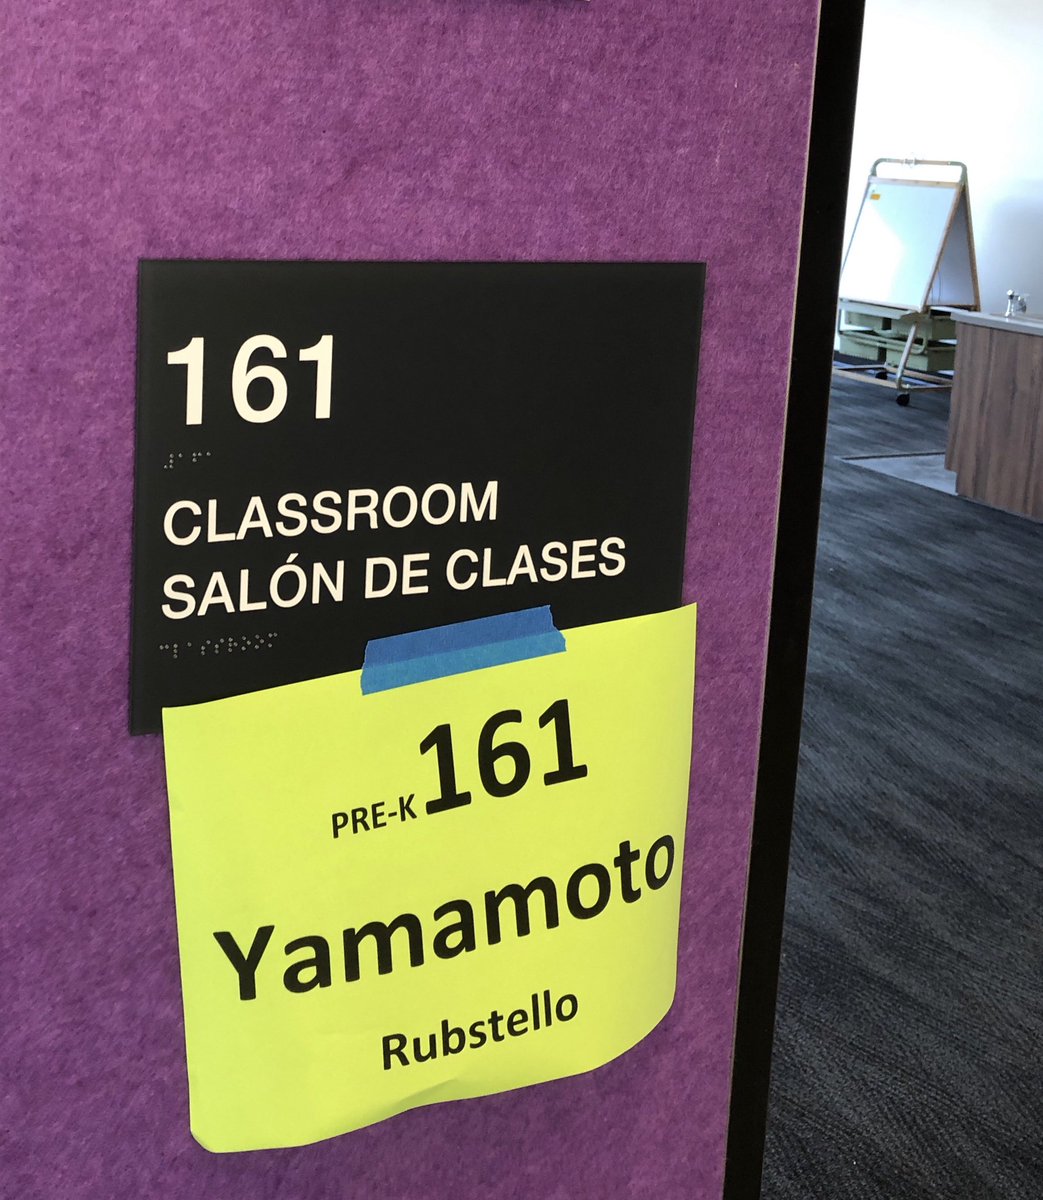 161
CLASSROOM
SALÓN DE CLASES
PRE-K 161
Yamamoto
Rubstello